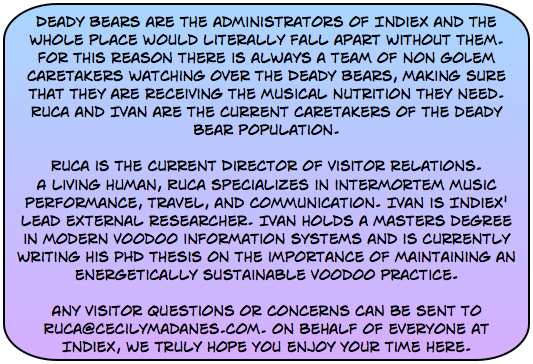 DEADY BEARS ARE THE ADMINISTRATORS OF INDIEX AND THE
WHOLE PLACE WOULD LITERALLY FALL APART WITHOUT THEM.
FOR THIS REASON THERE IS ALWAYS A TEAM OF NON GOLEM
CARETAKERS WATCHING OVER THE DEADY BEARS, MAKING SURE
THAT THEY ARE RECEIVING THE MUSICAL NUTRITION THEY NEED.
RUCA AND IVAN ARE THE CURRENT CARETAKERS OF THE DEADY
BEAR POPULATION.
RUCA IS THE CURRENT DIRECTOR OF VISITOR RELATIONS.
A LIVING HUMAN, RUCA SPECIALIZES IN INTERMORTEM MUSIC
PERFORMANCE, TRAVEL, AND COMMUNICATION. IVAN IS INDIEX'
LEAD EXTERNAL RESEARCHER. IVAN HOLDS A MASTERS DEGREE
IN MODERN VOODOO INFORMATION SYSTEMS AND IS CURRENTLY
WRITING HIS PHD THESIS ON THE IMPORTANCE OF MAINTAINING AN
ENERGETICALLY SUSTAINABLE VOODOO PRACTICE.
ANY VISITOR QUESTIONS OR CONCERNS CAN BE SENT TO
RUCA@CECILYMADANES.COM. ON BEHALF OF EVERYONE AT
INDIEX, WE TRULY HOPE YOU ENJOY YOUR TIME HERE.